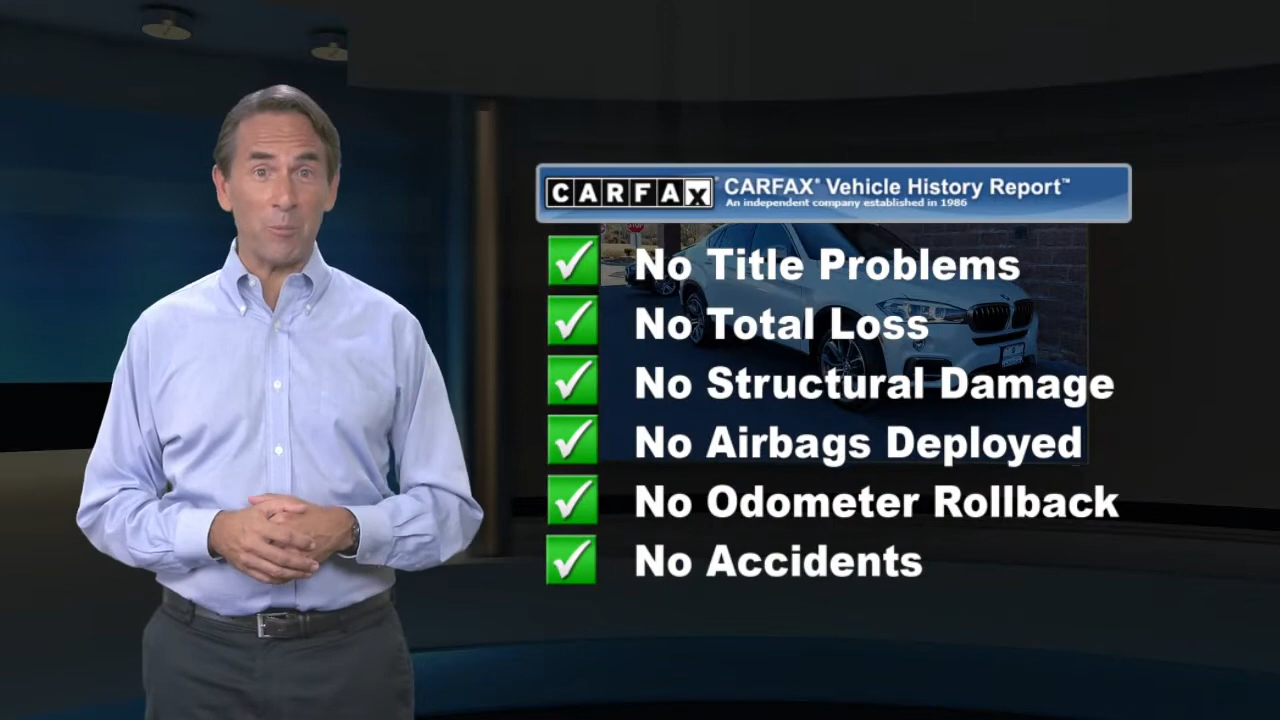 CARFAX
CARFAX® Vehicle History Report™
An independent company established in 1986
No Title Problems
No Total Loss
No Structural Damage
No Airbags Deployed
No Odometer Rollback
No Accidents